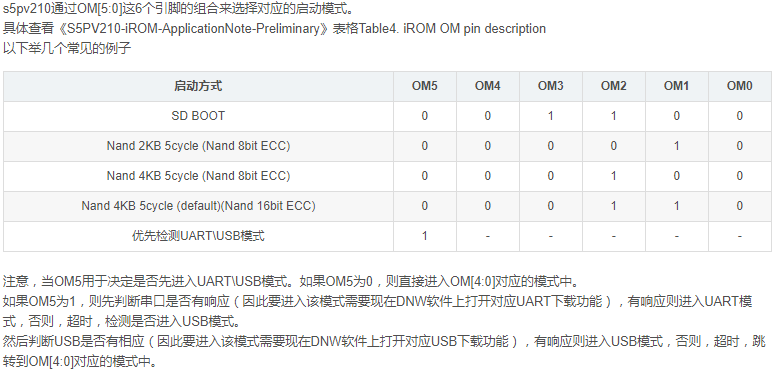 s5pv210通过OM[5:0]这6个引脚的组合来选择对应的启动模式。
具体查看《S5PV210-iROM-ApplicationNote-Preliminary》表格Table4. iROM OM pin description
以下举几个常见的例子
启动方式 OM5 OM4 OM3 OM2 OM1 OM0
SD BOOT 0 0 1 1 0 0
Nand 2KB 5cycle (Nand 8bit ECC) 0 0 0 0 1 0
Nand 4KB 5cycle (Nand 8bit ECC) 0 0 0 1 0 0
Nand 4KB 5cycle (default)(Nand 16bit ECC) 0 0 0 1 1 0
优先检测UART\USB模式 1 - - - - -
注意，当OM5用于决定是否先进入UART\USB模式。如果OM5为0，则直接进入OM[4:0]对应的模式中。
如果OM5为1，则先判断串口是否有响应（因此要进入该模式需要现在DNW软件上打开对应UART下载功能），有响应则进入UART模
式，否则，超时，检测是否进入USB模式。
然后判断USB是否有相应（因此要进入该模式需要现在DNW软件上打开对应USB下载功能），有响应则进入USB模式，否则，超时，跳
转到OM[4:0]对应的模式中。